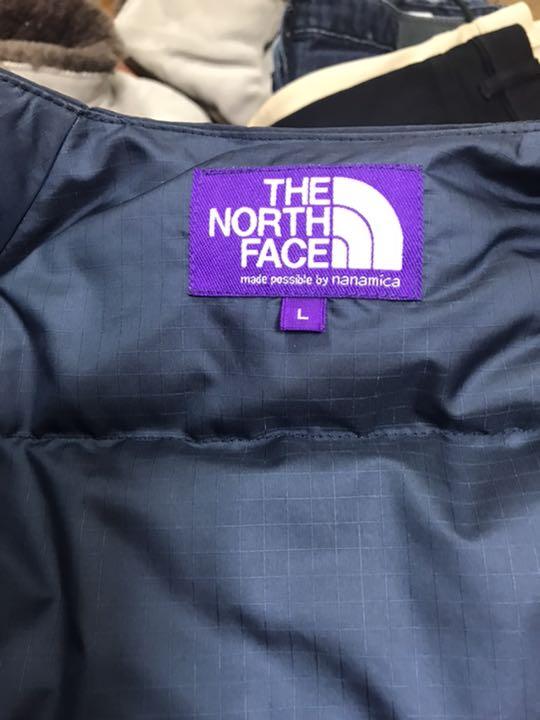 THE
NORTH
FACE
made possible by nanamica
L